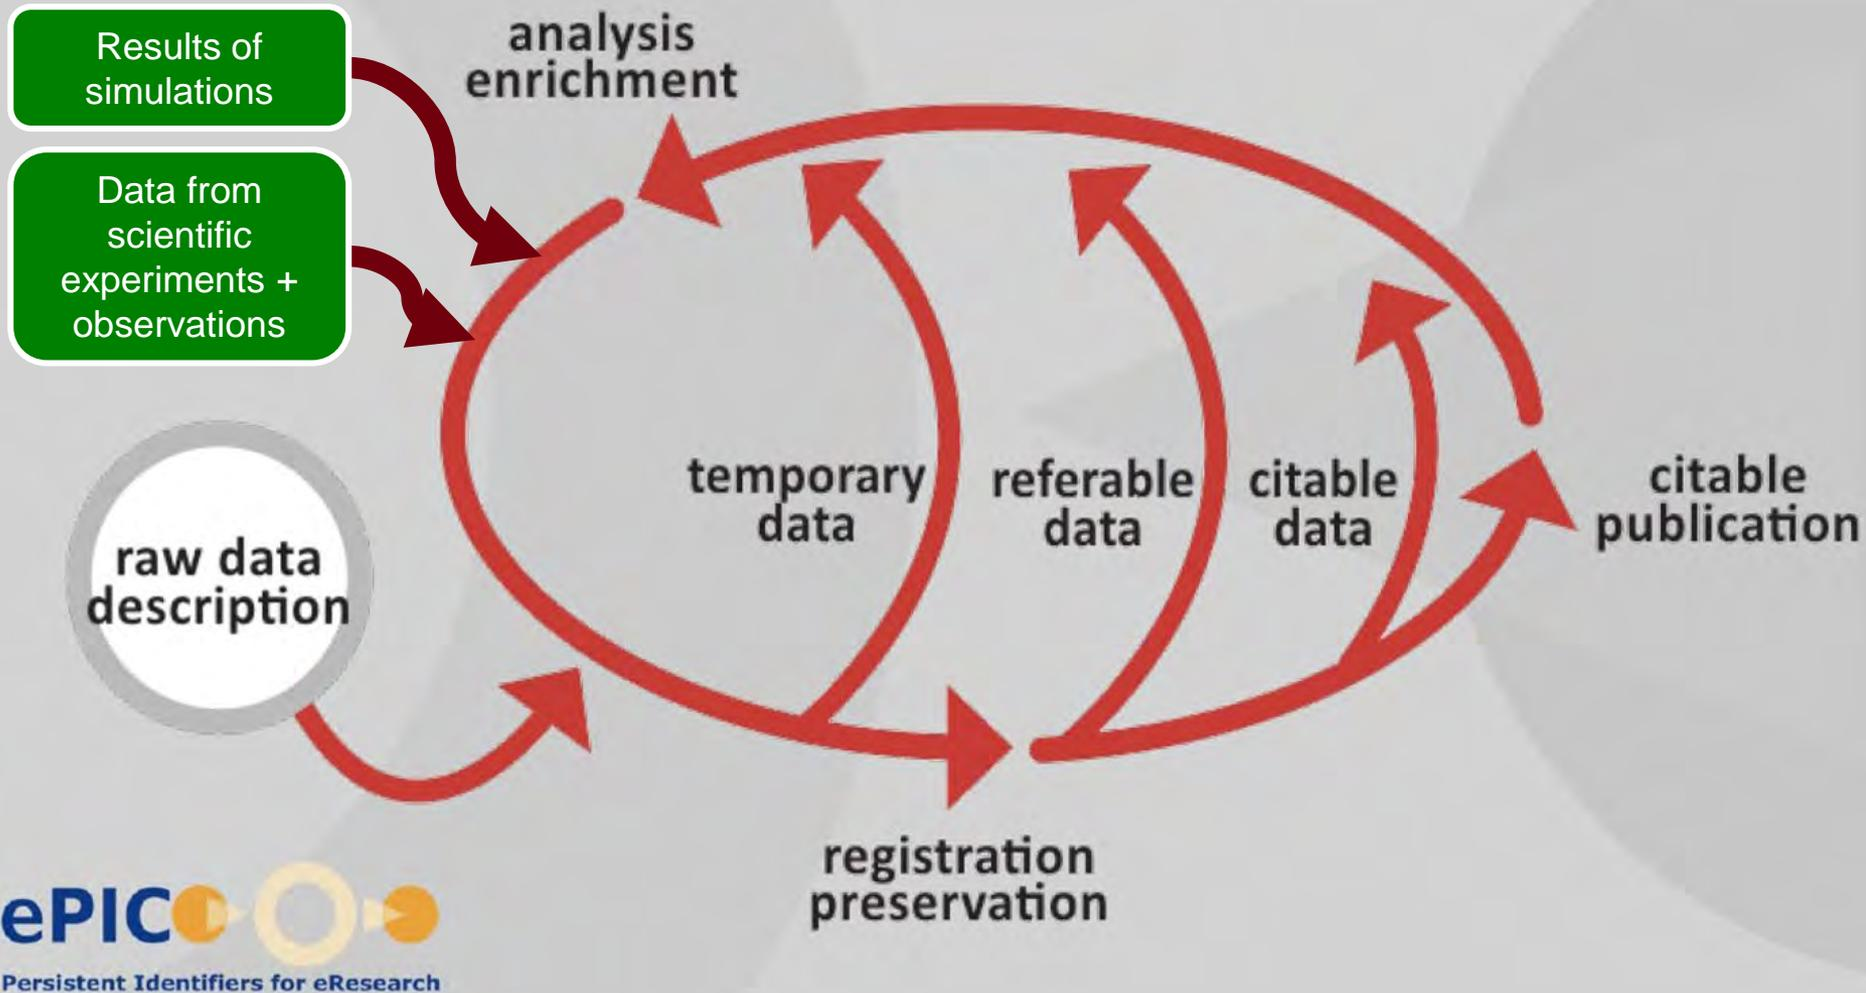 Results of
simulations
Data from
scientific
experiments +
observations
analysis
enrichment
raw data
description
temporary
data
referable
data
citable
data
citable
publication
registration
preservation
ePIC
Persistent Identifiers for eResearch